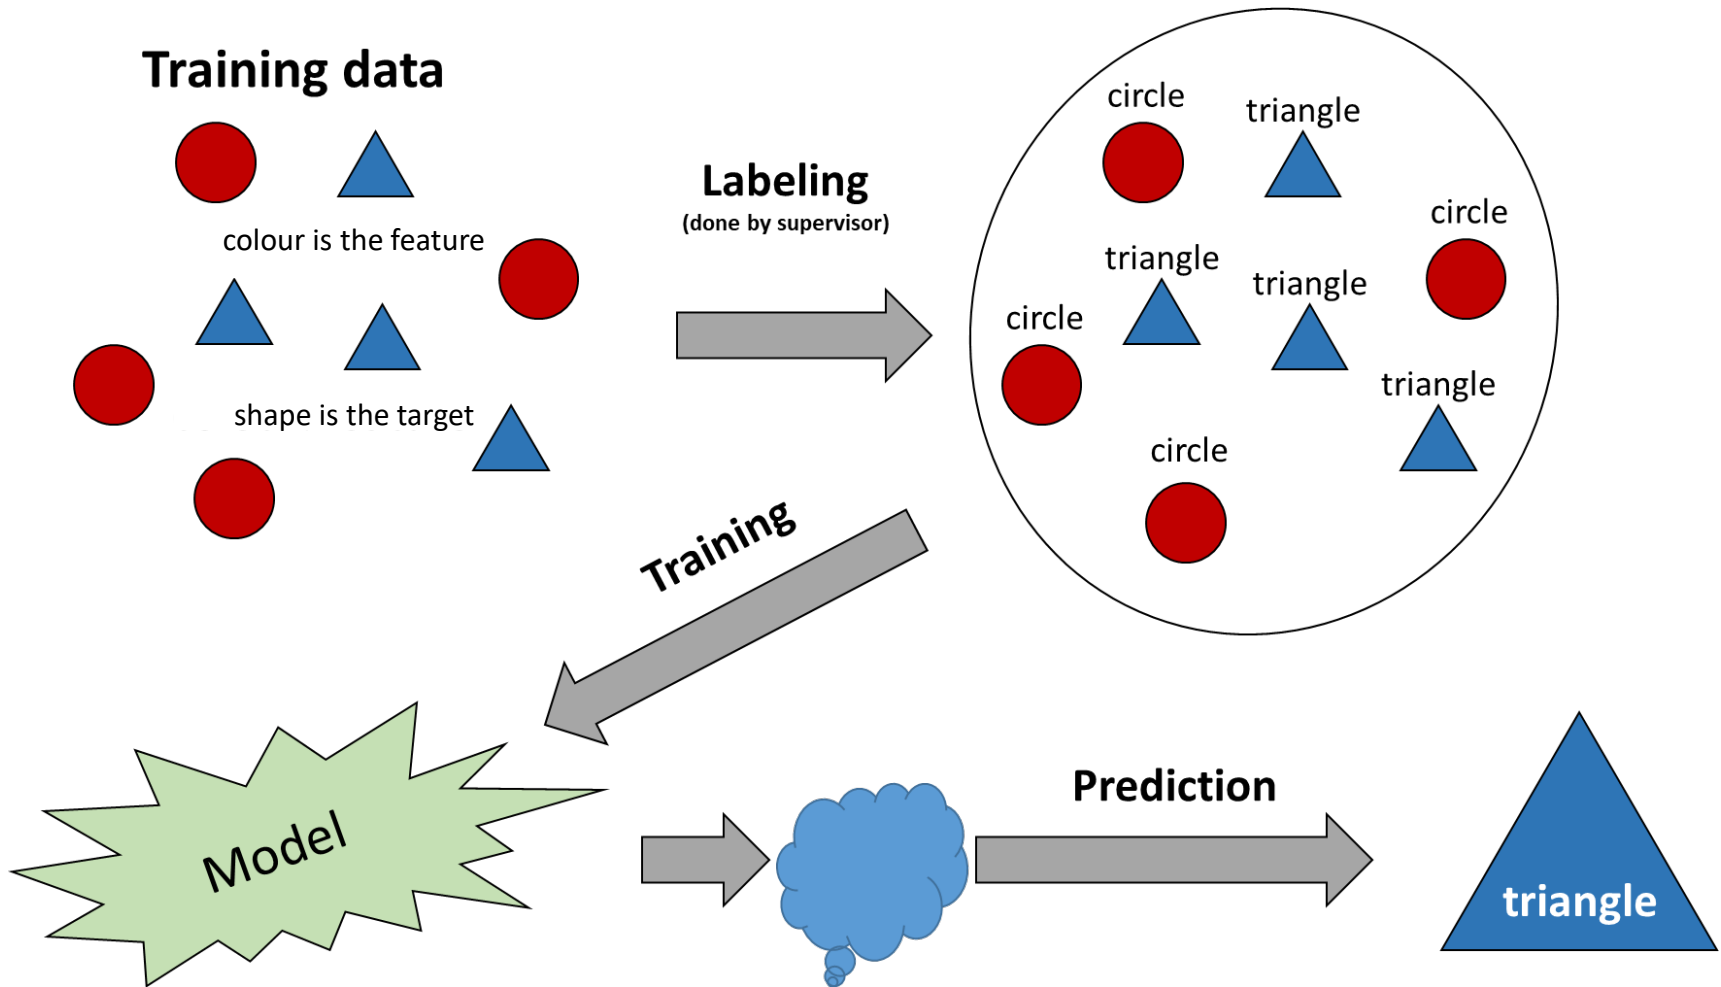 Training data
colour is the feature
shape is the target
Labeling
(done by supervisor)
circle
triangle
circle
triangle
triangle
circle
triangle
circle
Training
Model
Prediction
triangle